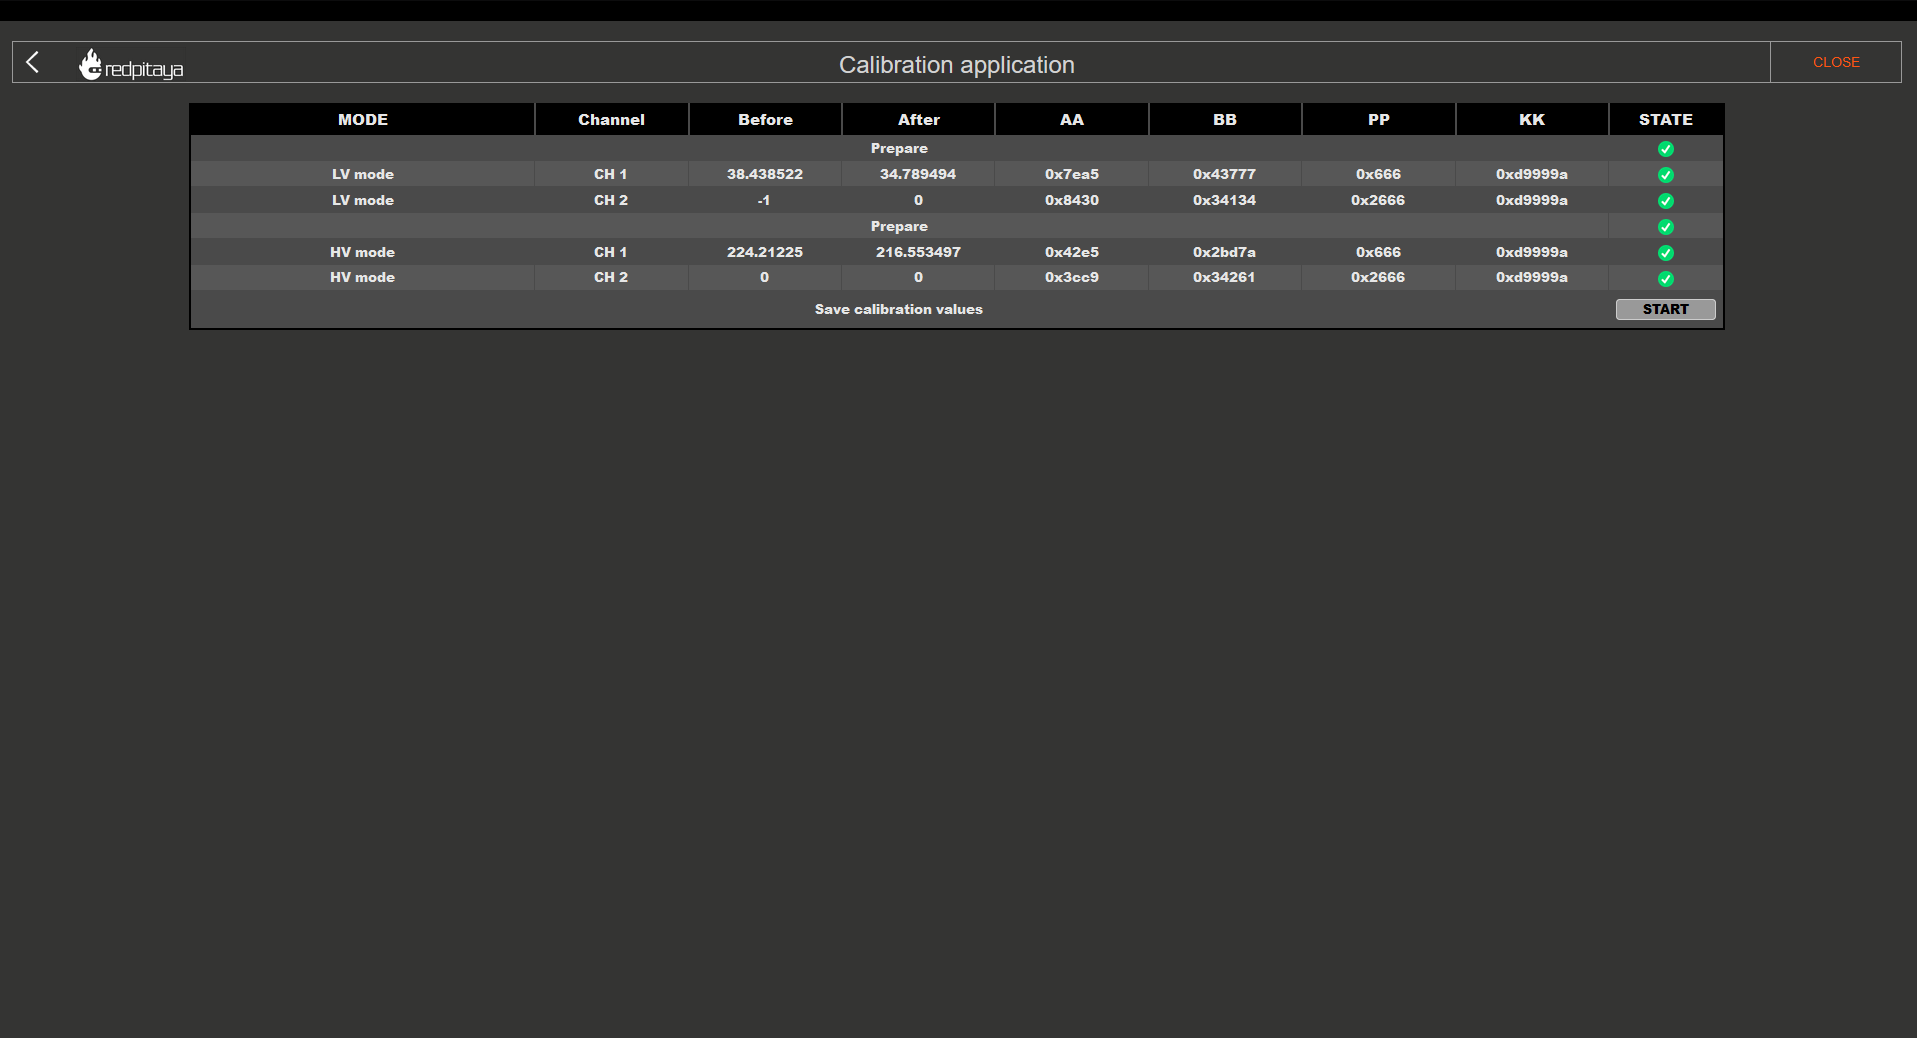 redpitaya Calibration application CLOSE
MODE Channel Before After AA BB PP KK STATE
Prepare
LV mode CH 1 38.438522 34.789494 0x7ea5 0x43777 0x666 0xd9999a
LV mode CH 2 -1 0 0x8430 0x34134 0x2666 0xd9999a
Prepare
HV mode CH 1 224.21225 216.553497 0x42e5 0x2bd7a 0x666 0xd9999a
HV mode CH 2 0 0 0x3cc9 0x34261 0x2666 0xd9999a
Save calibration values START